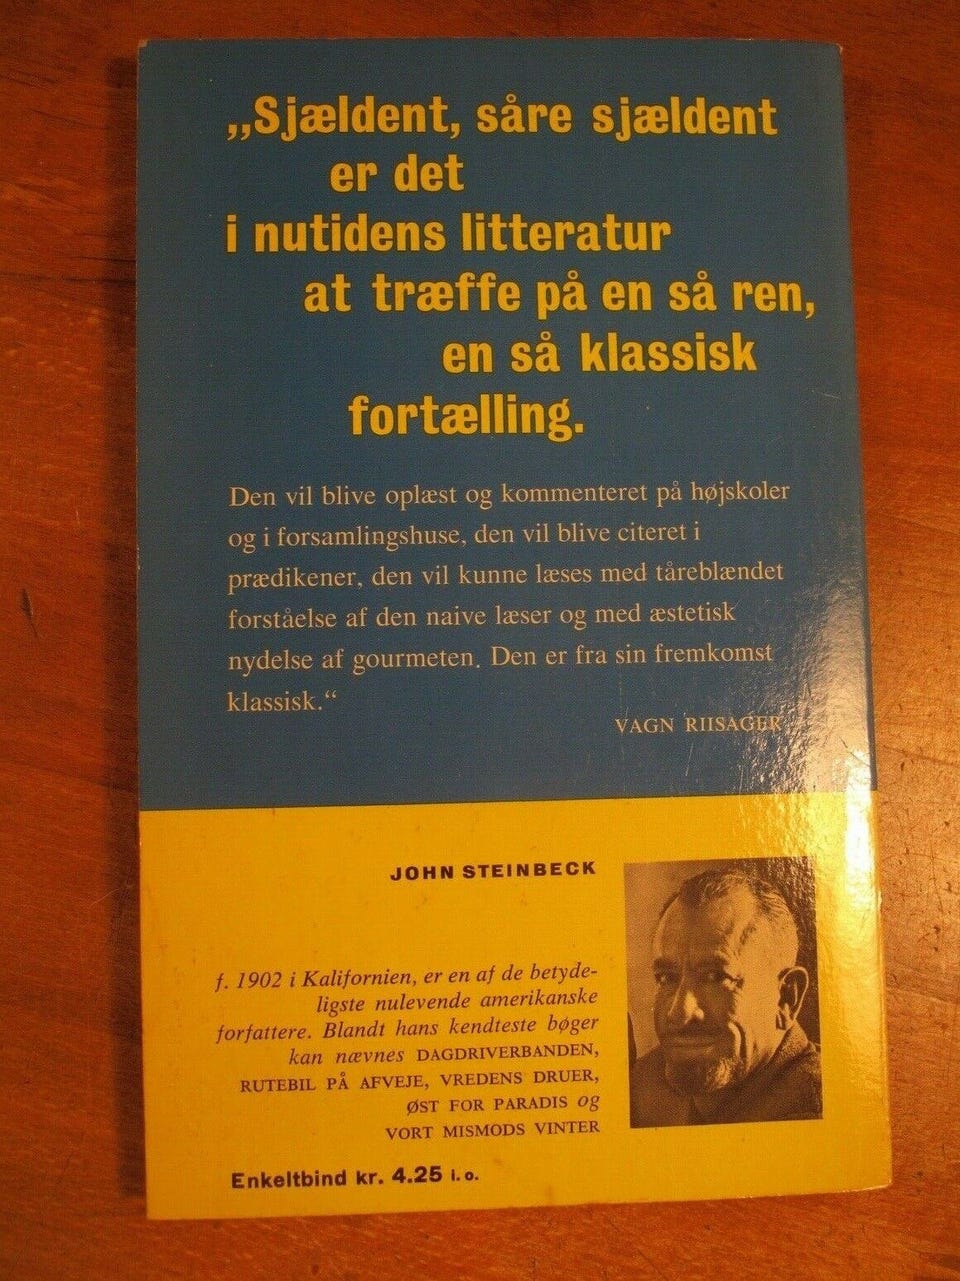 „Sjældent, såre sjældent
er det
i nutidens litteratur
at træffe på en så ren,
en så klassisk
fortælling.
Den vil blive oplæst og kommenteret på højskoler
og i forsamlingshuse, den vil blive citeret i
prædikener, den vil kunne læses med tåreblændet
forståelse af den naive læser og med æstetisk
nydelse af gourmeten. Den er fra sin fremkomst
klassisk.“
VAGN RIISAGER
JOHN STEINBECK
f. 1902 i Kalifornien, er en af de betyde-
ligste nulevende amerikanske
forfattere. Blandt hans kendteste bøger
kan nævnes DAGDRIVERBANDEN,
RUTEBIL PÅ AFVEJE, VREDENS DRUER,
ØST FOR PARADIS og
VORT MISMODS VINTER
Enkeltbind kr. 4.25 i. o.